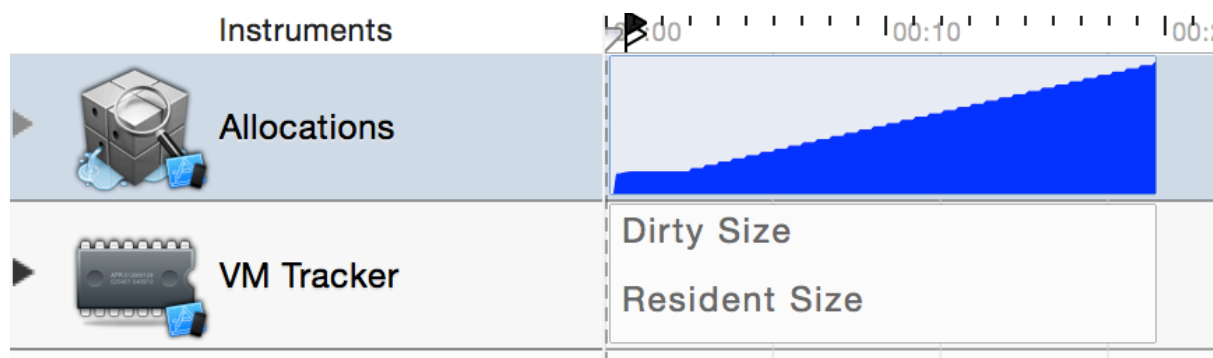 Instruments
00:10
Allocations
VM Tracker
Dirty Size
Resident Size